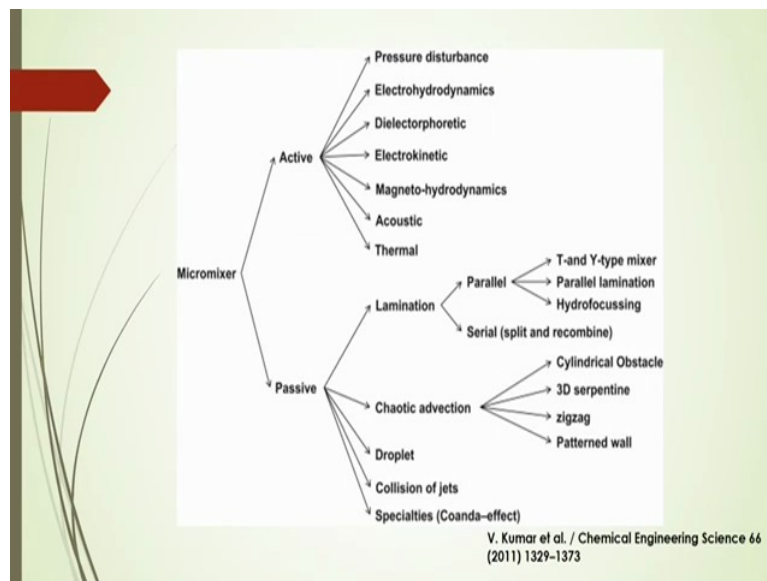 Pressure disturbance
Electrohydrodynamics
Dielectorphoretic
Active
Electrokinetic
Magneto-hydrodynamics
Acoustic
Thermal
Micromixer
T-and Y-type mixer
Parallel
Parallel lamination
Lamination
Hydrofocussing
Serial (split and recombine)
Cylindrical Obstacle
Passive
3D serpentine
Chaotic advection
zigzag
Patterned wall
Droplet
Collision of jets
Specialties (Coanda–effect)
V. Kumar et al. / Chemical Engineering Science 66
(2011) 1329–1373